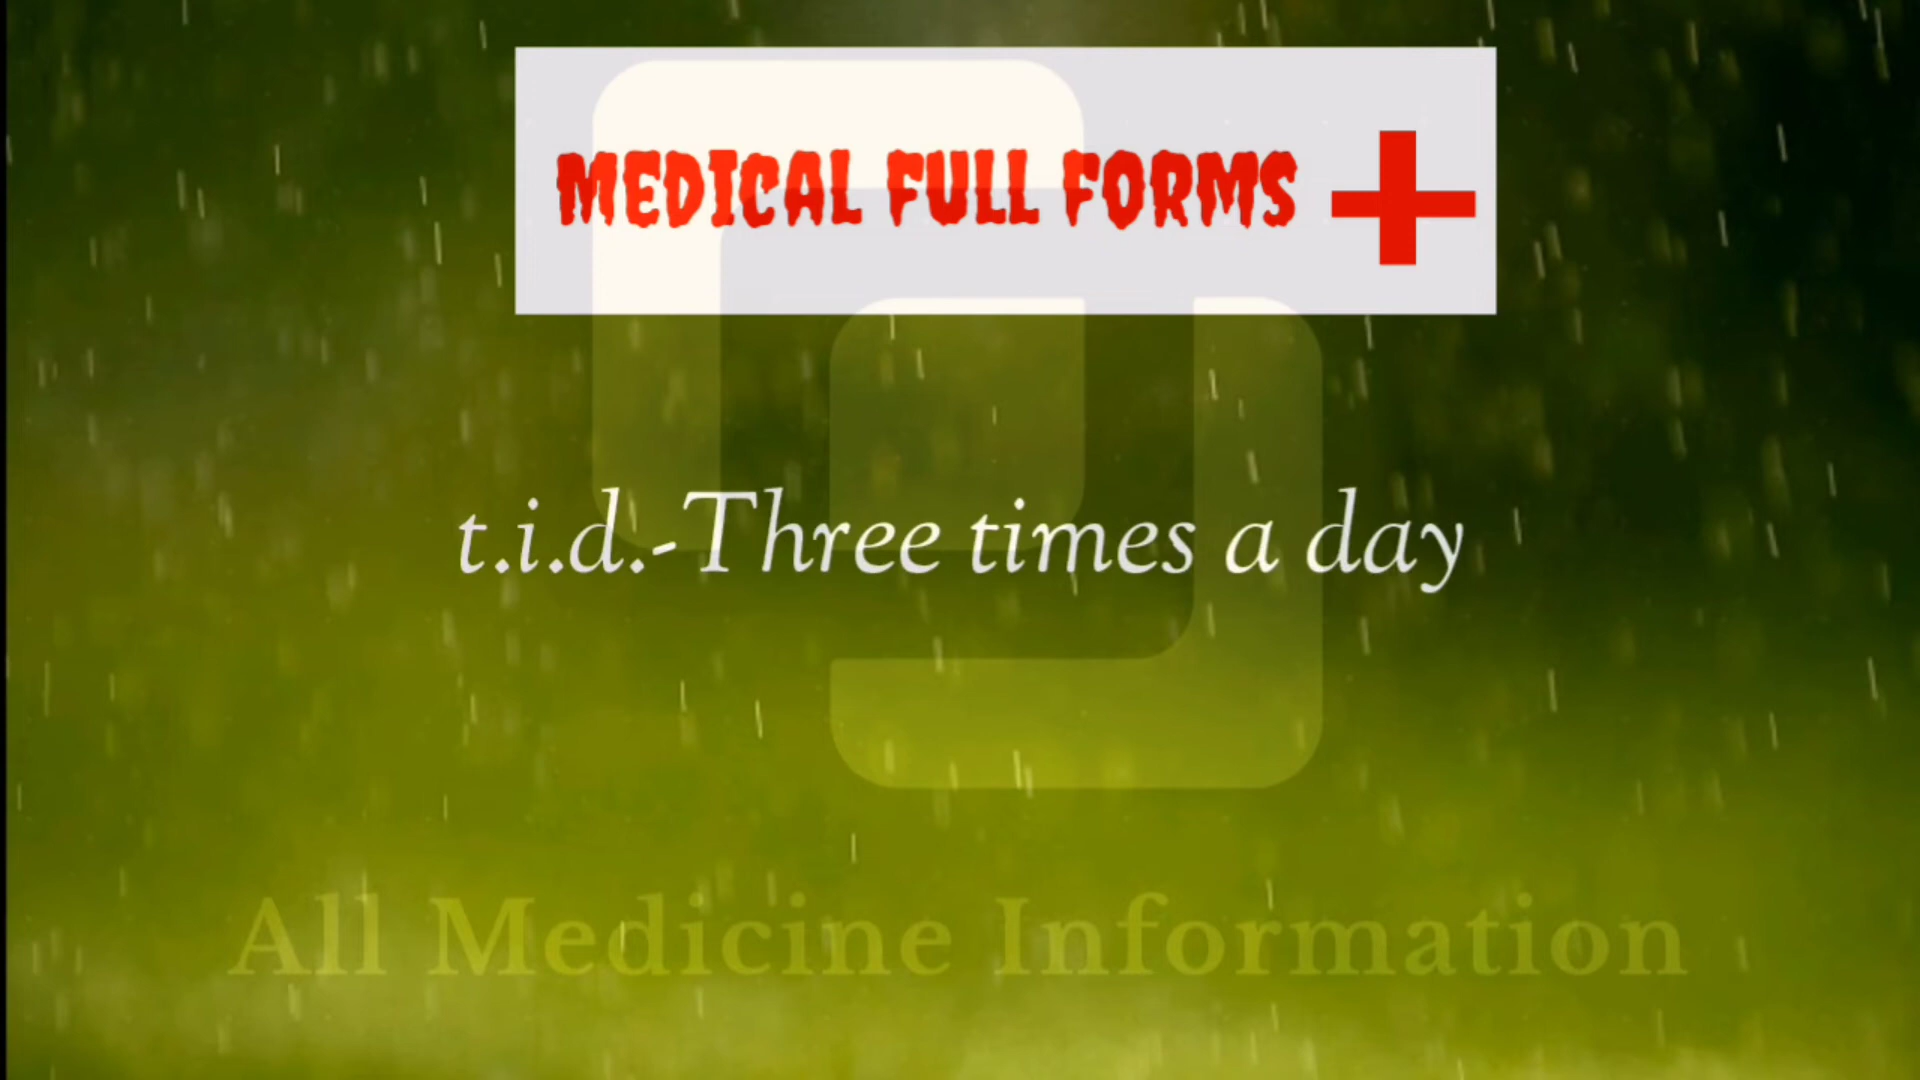 MEDICAL FULL FORMS
t.i.d.-Three times a day
All Medicine Information